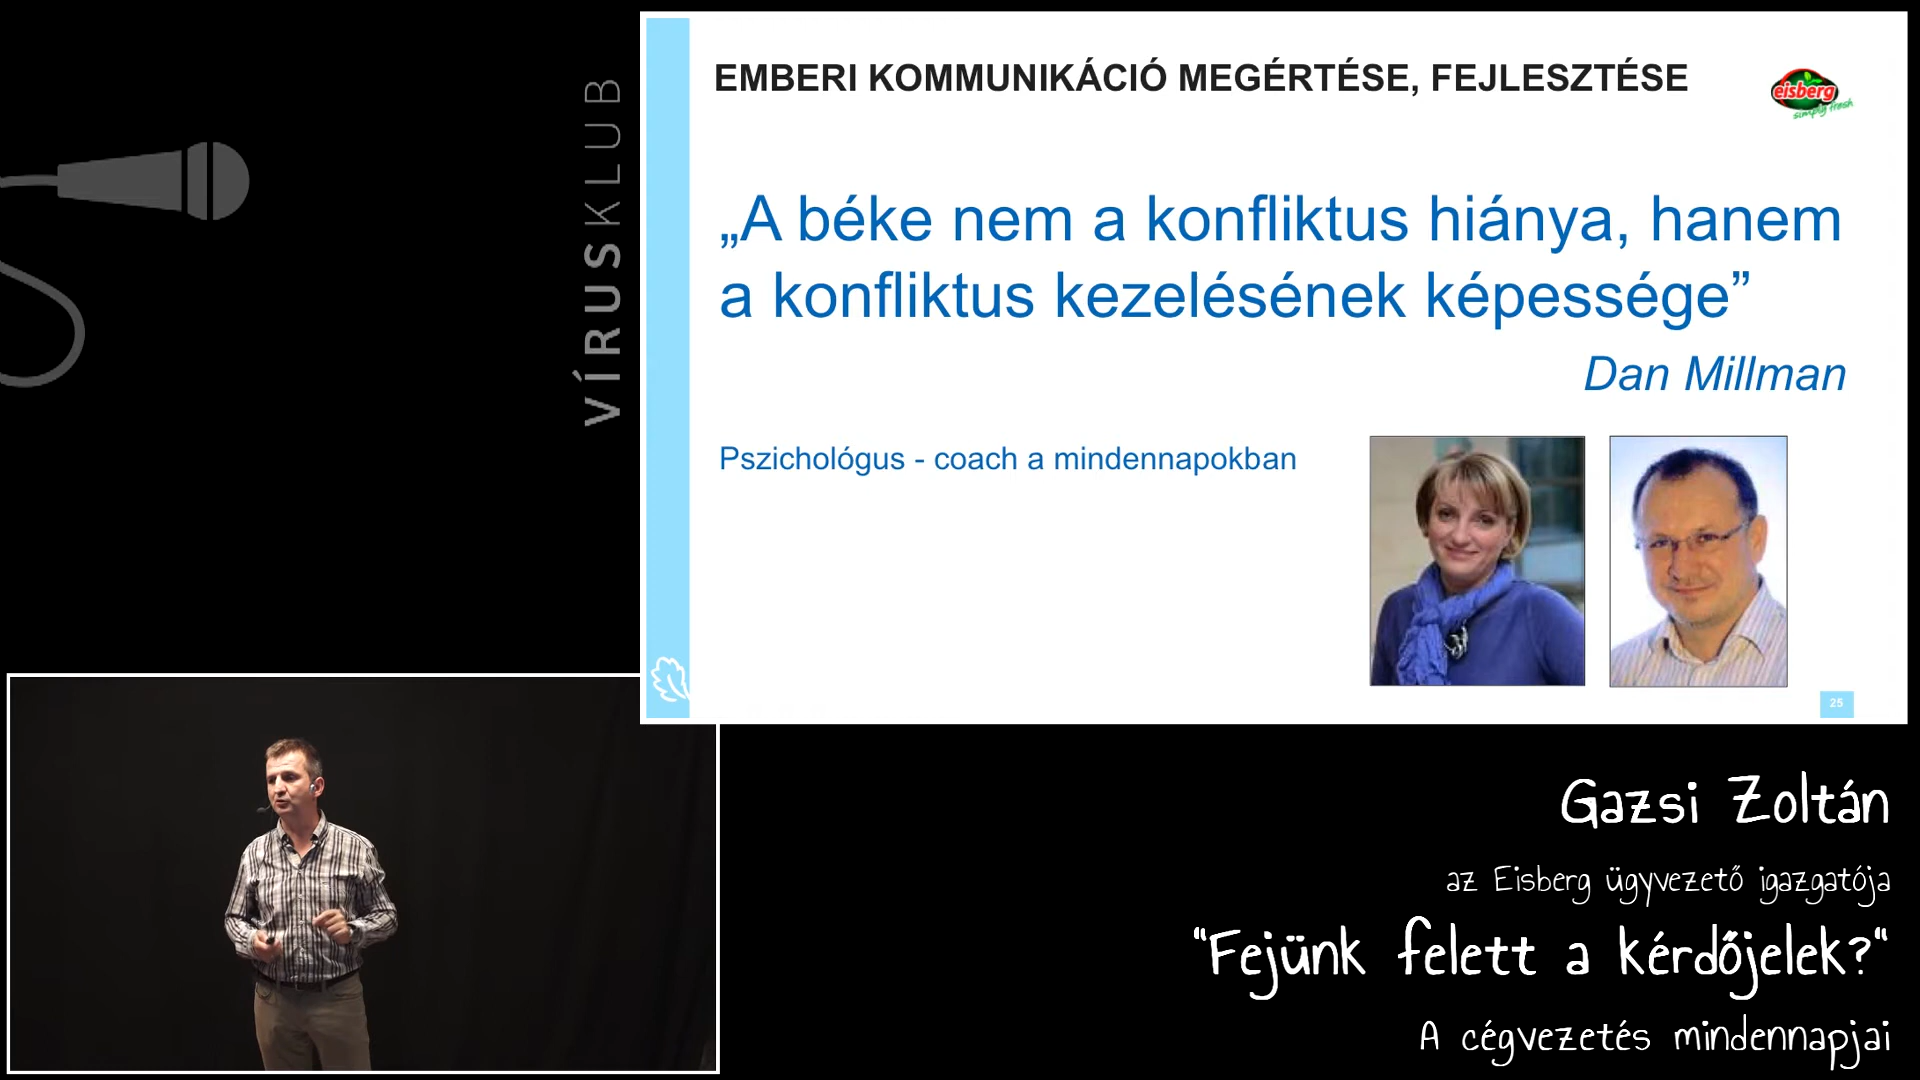 VÍRUSKLUB
EMBERI KOMMUNIKÁCIÓ MEGÉRTÉSE, FEJLESZTÉSE
eisberg
simply fresh
„A béke nem a konfliktus hiánya, hanem
a konfliktus kezelésének képessége”
Dan Millman
Pszichológus - coach a mindennapokban
25
Gazsi Zoltán
az Eisberg ügyvezető igazgatója
"Fejünk felett a kérdőjelek?"
A cégvezetés mindennapjai